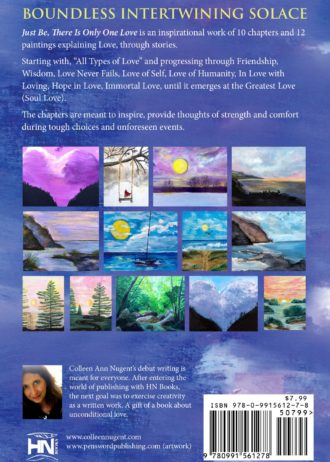 BOUNDLESS INTERTWINING SOLACE
Just Be, There Is Only One Love is an inspirational work of 10 chapters and 12
paintings explaining Love, through stories.
Starting with, "All Types of Love" and progressing through Friendship,
Wisdom, Love Never Fails, Love of Self, Love of Humanity, In Love with
Loving, Hope in Love, Immortal Love, until it emerges at the Greatest Love
(Soul Love).
The chapters are meant to inspire, provide thoughts of strength and comfort
during tough choices and unforeseen events.
Colleen Ann Nugent's debut writing is
meant for everyone. After entering the
world of publishing with HN Books,
the next goal was to exercise creativity
as a written work. A gift of a book about
unconditional love.
HN
www.colleennugent.com
www.penswordpublishing.com (artwork)
$7.99
ISBN 978-0-9915612-7-8
50799>
9780991561278